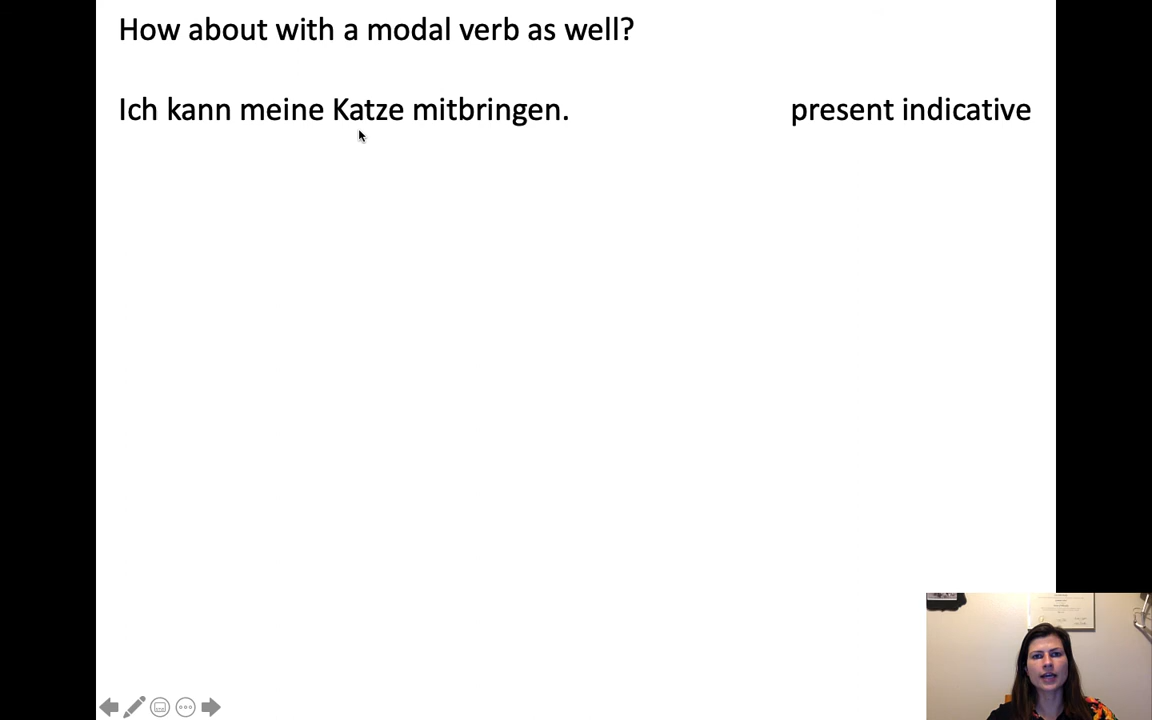 How about with a modal verb as well?
Ich kann meine Katze mitbringen. present indicative